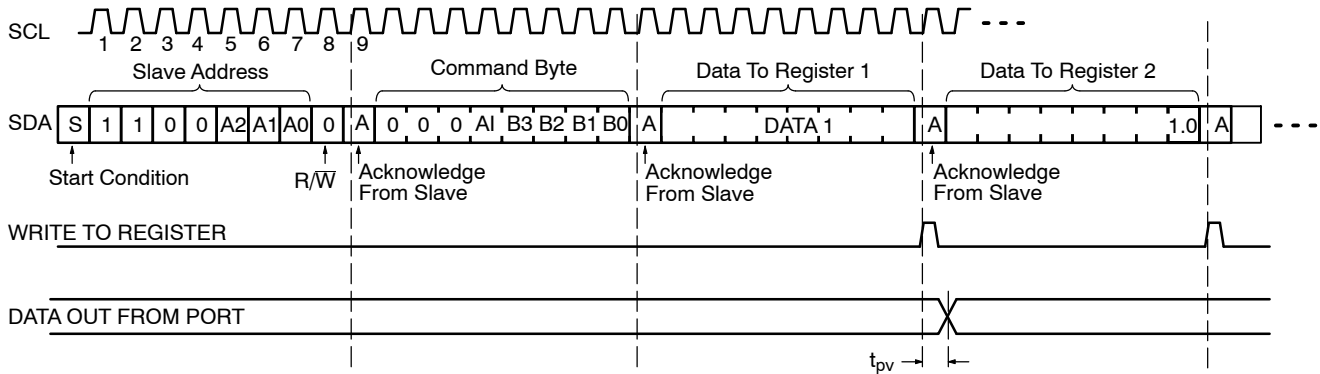 SCL
1 2 3 4 5 6 7 8 9
Slave Address
Command Byte
Data To Register 1
Data To Register 2
SDA S 1 1 0 0 A2 A1 A0 0 A 0 0 0 AI B3 B2 B1 B0 A DATA 1 A 1.0 A
Start Condition
R/W̅
Acknowledge
From Slave
Acknowledge
From Slave
Acknowledge
From Slave
WRITE TO REGISTER
DATA OUT FROM PORT
tpv